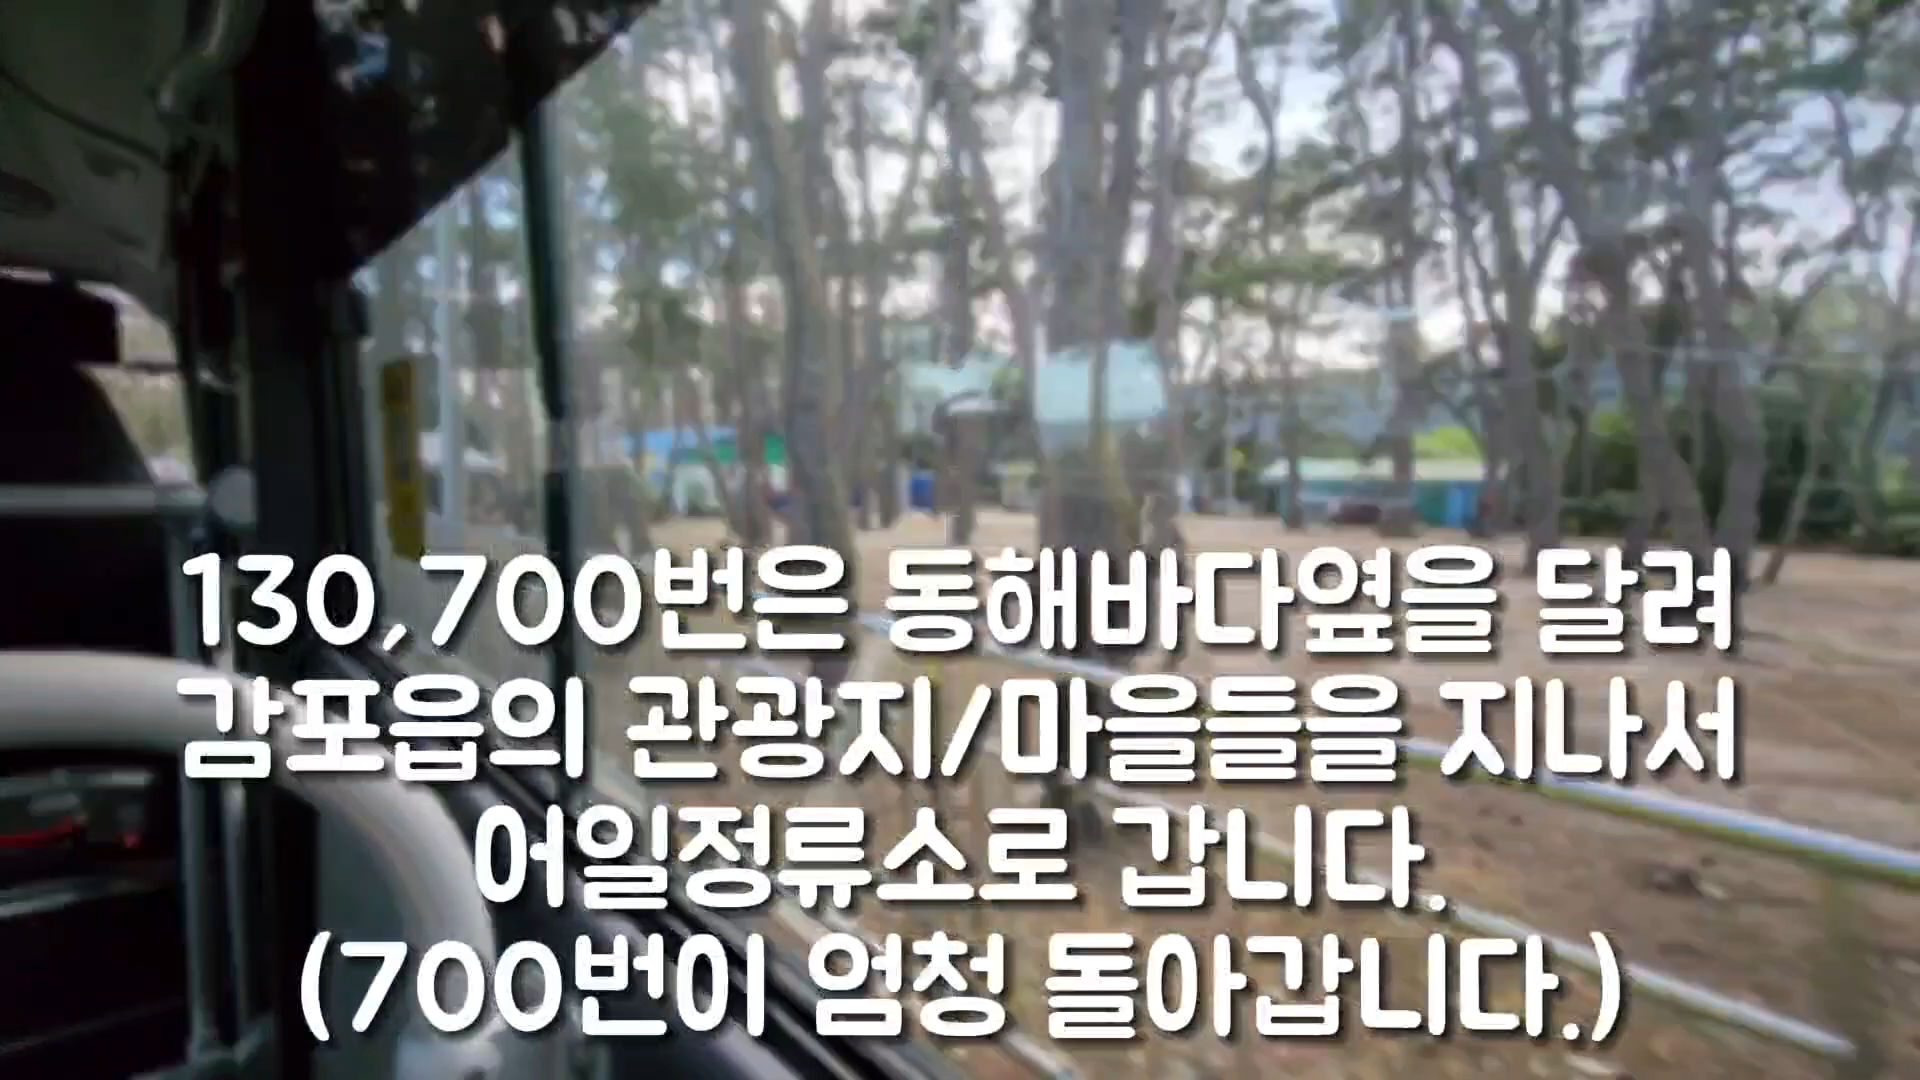 130,700번은 동해바다옆을 달려
감포읍의 관광지/마을들을 지나서
어일정류소로 갑니다.
(700번이 엄청 돌아갑니다.)